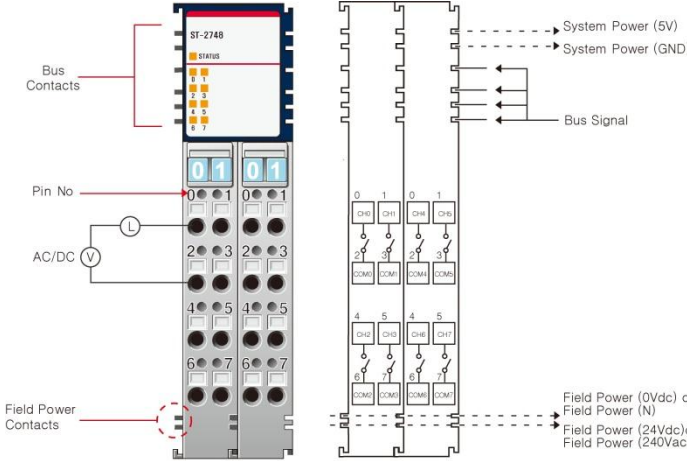 ST-2748
STATUS
0 1
2 3
4 5
6 7
Bus
Contacts
01 01
Pin No
0 1 0 1
L
AC/DC V
2 3 2 3
4 5 4 5
6 7 6 7
Field Power
Contacts
System Power (5V)
System Power (GND
Bus Signal
0 1 0 1
CH0 CH1 CH4 CH5
2 3 2 3
COM0 COM1 COM4 COM5
4 5 4 5
CH2 CH3 CH6 CH7
6 7 6 7
COM2 COM3 COM6 COM7
Field Power (0Vdc) o
Field Power (N)
Field Power (24Vdc)o
Field Power (240Vac